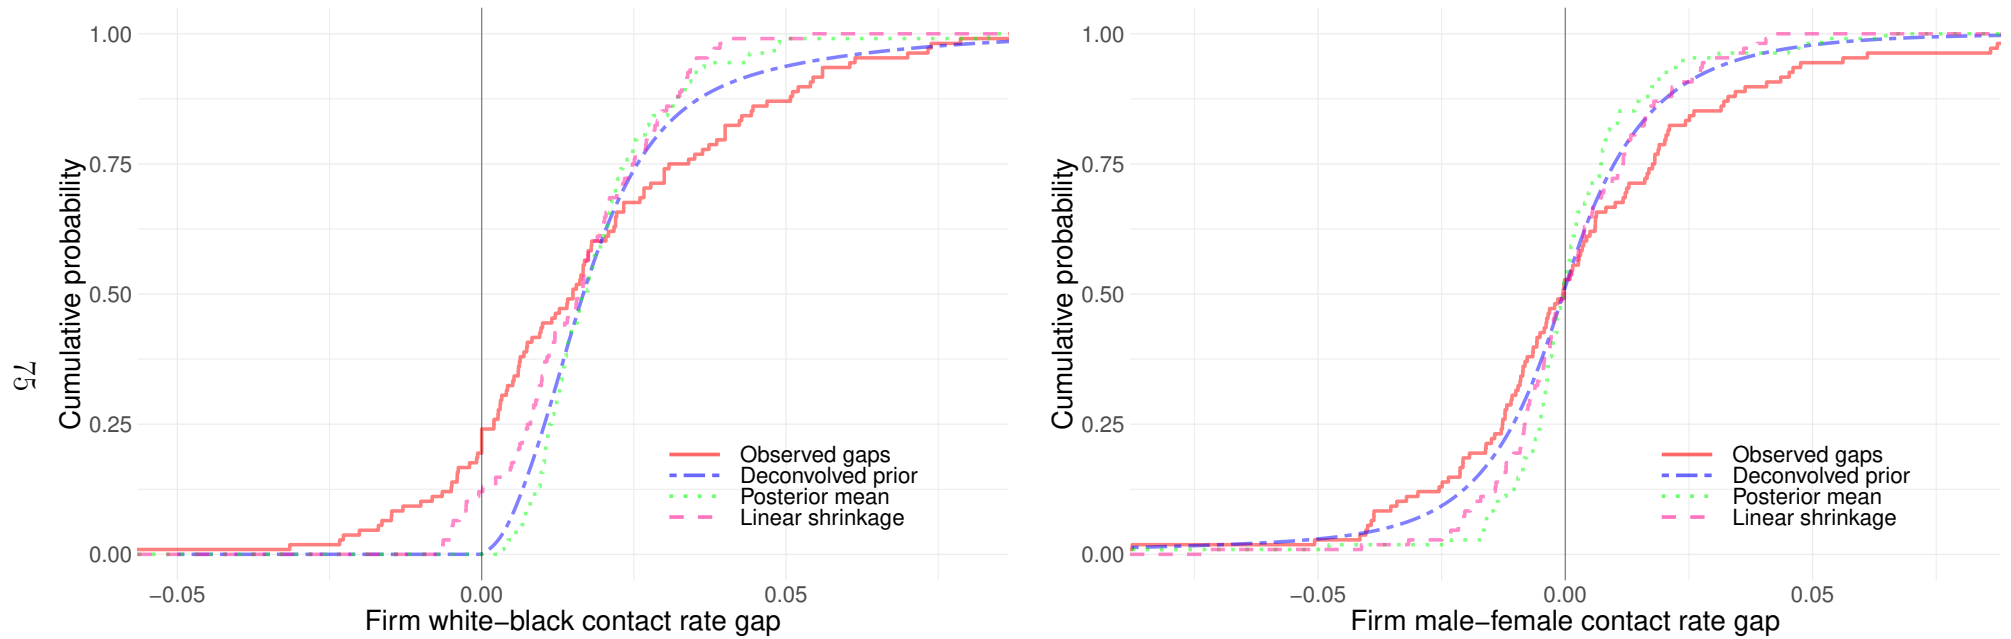 75
Cumulative probability
1.00
0.75
0.50
0.25
0.00
−0.05
0.00
0.05
Firm white−black contact rate gap
Observed gaps
Deconvolved prior
Posterior mean
Linear shrinkage
Cumulative probability
1.00
0.75
0.50
0.25
0.00
−0.05
0.00
0.05
Firm male−female contact rate gap
Observed gaps
Deconvolved prior
Posterior mean
Linear shrinkage